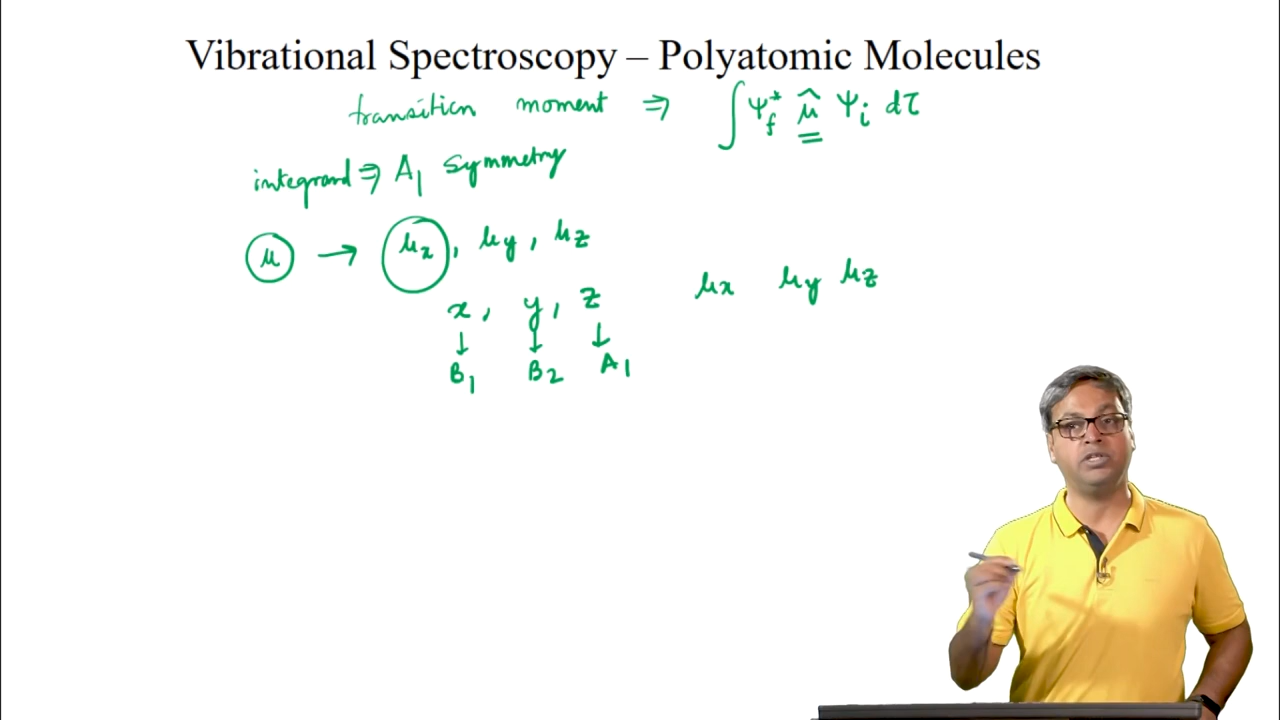 Vibrational Spectroscopy – Polyatomic Molecules
transition moment ⇒ ∫ψ*f μ̂ ψi dτ
integrand ⇒ A1 Symmetry
μ → μx, μy, μz
μx μy μz
x, y, z
↓ ↓ ↓
B1 B2 A1